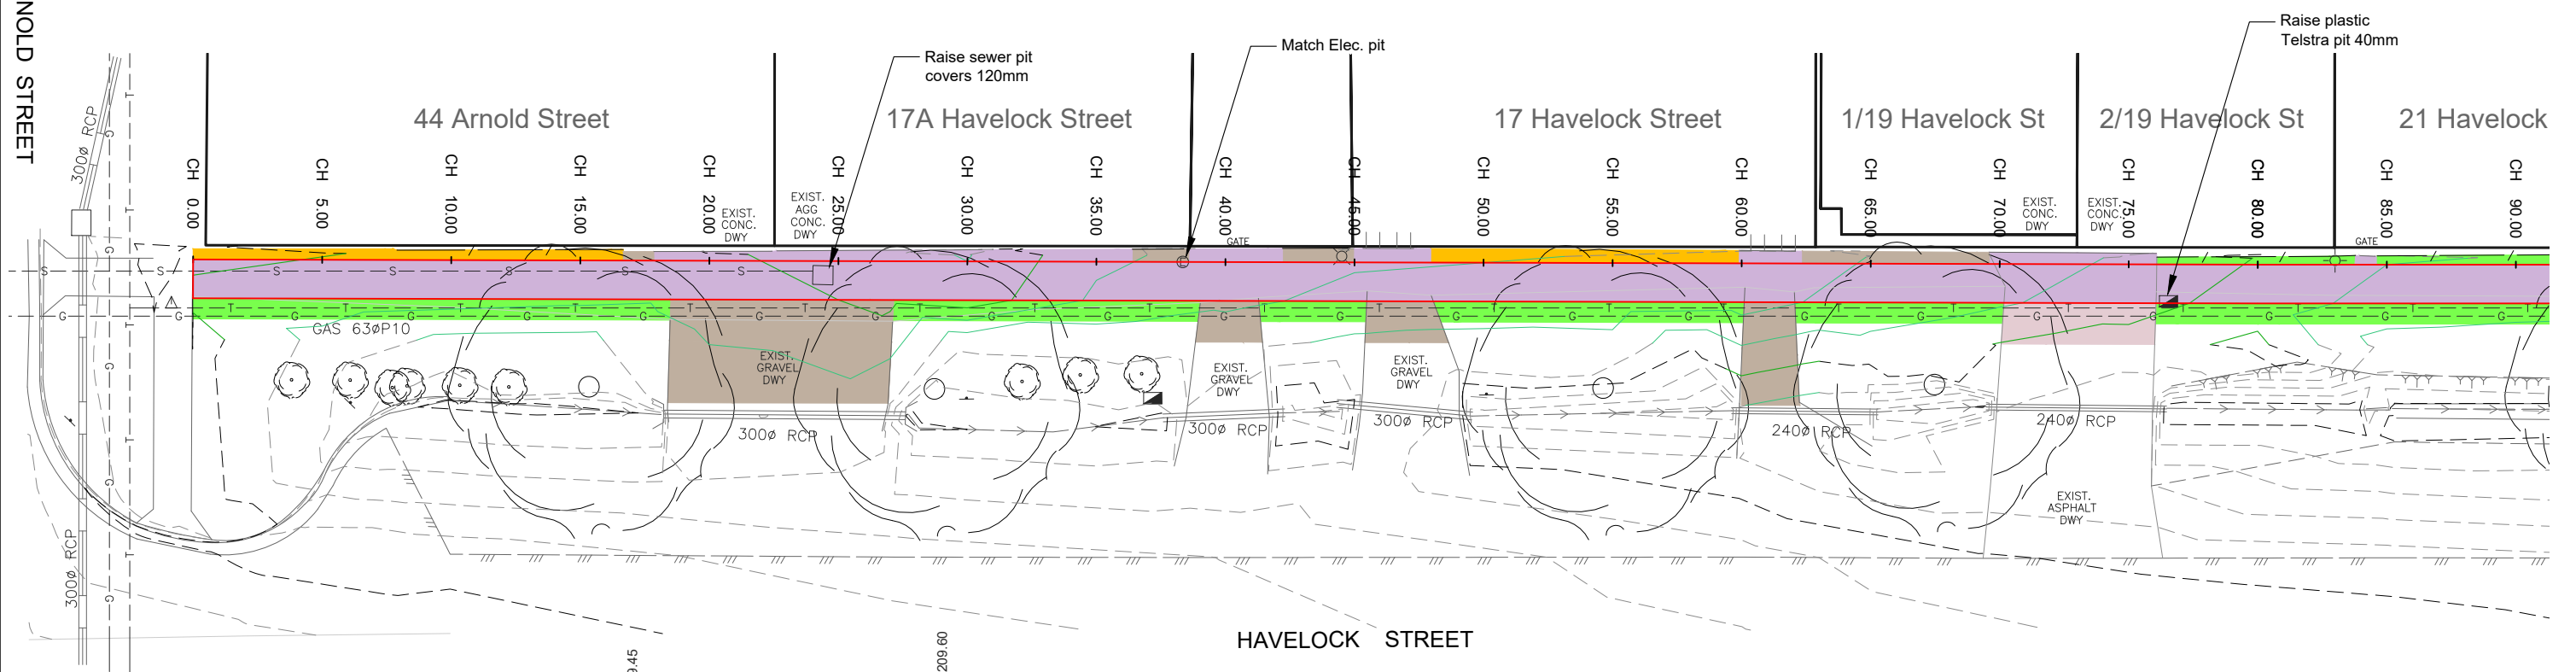 NOLD STREET
Raise sewer pit
covers 120mm
Match Elec. pit
Raise plastic
Telstra pit 40mm
44 Arnold Street
17A Havelock Street
17 Havelock Street
1/19 Havelock St
2/19 Havelock St
21 Havelock
300ø RCP
CH 0.00
CH 5.00
CH 10.00
CH 15.00
CH 20.00
CH 25.00
CH 30.00
CH 35.00
CH 40.00
CH 45.00
CH 50.00
CH 55.00
CH 60.00
CH 65.00
CH 70.00
CH 75.00
CH 80.00
CH 85.00
CH 90.00
EXIST.
CONC.
DWY
EXIST.
AGG
CONC.
DWY
EXIST.
CONC.
DWY
EXIST.
CONC.
DWY
GATE
GATE
S S S S S S S
T T T T T T T T T T T T T T T T T T T T T
G G G G G G G G G G G G G G G G G G G G G G
GAS 63øP10
EXIST.
GRAVEL
DWY
EXIST.
GRAVEL
DWY
EXIST.
GRAVEL
DWY
300ø RCP
300ø RCP
300ø RCP
240ø RCP
240ø RCP
EXIST.
ASPHALT
DWY
300ø RCP
HAVELOCK STREET
9.45
209.60